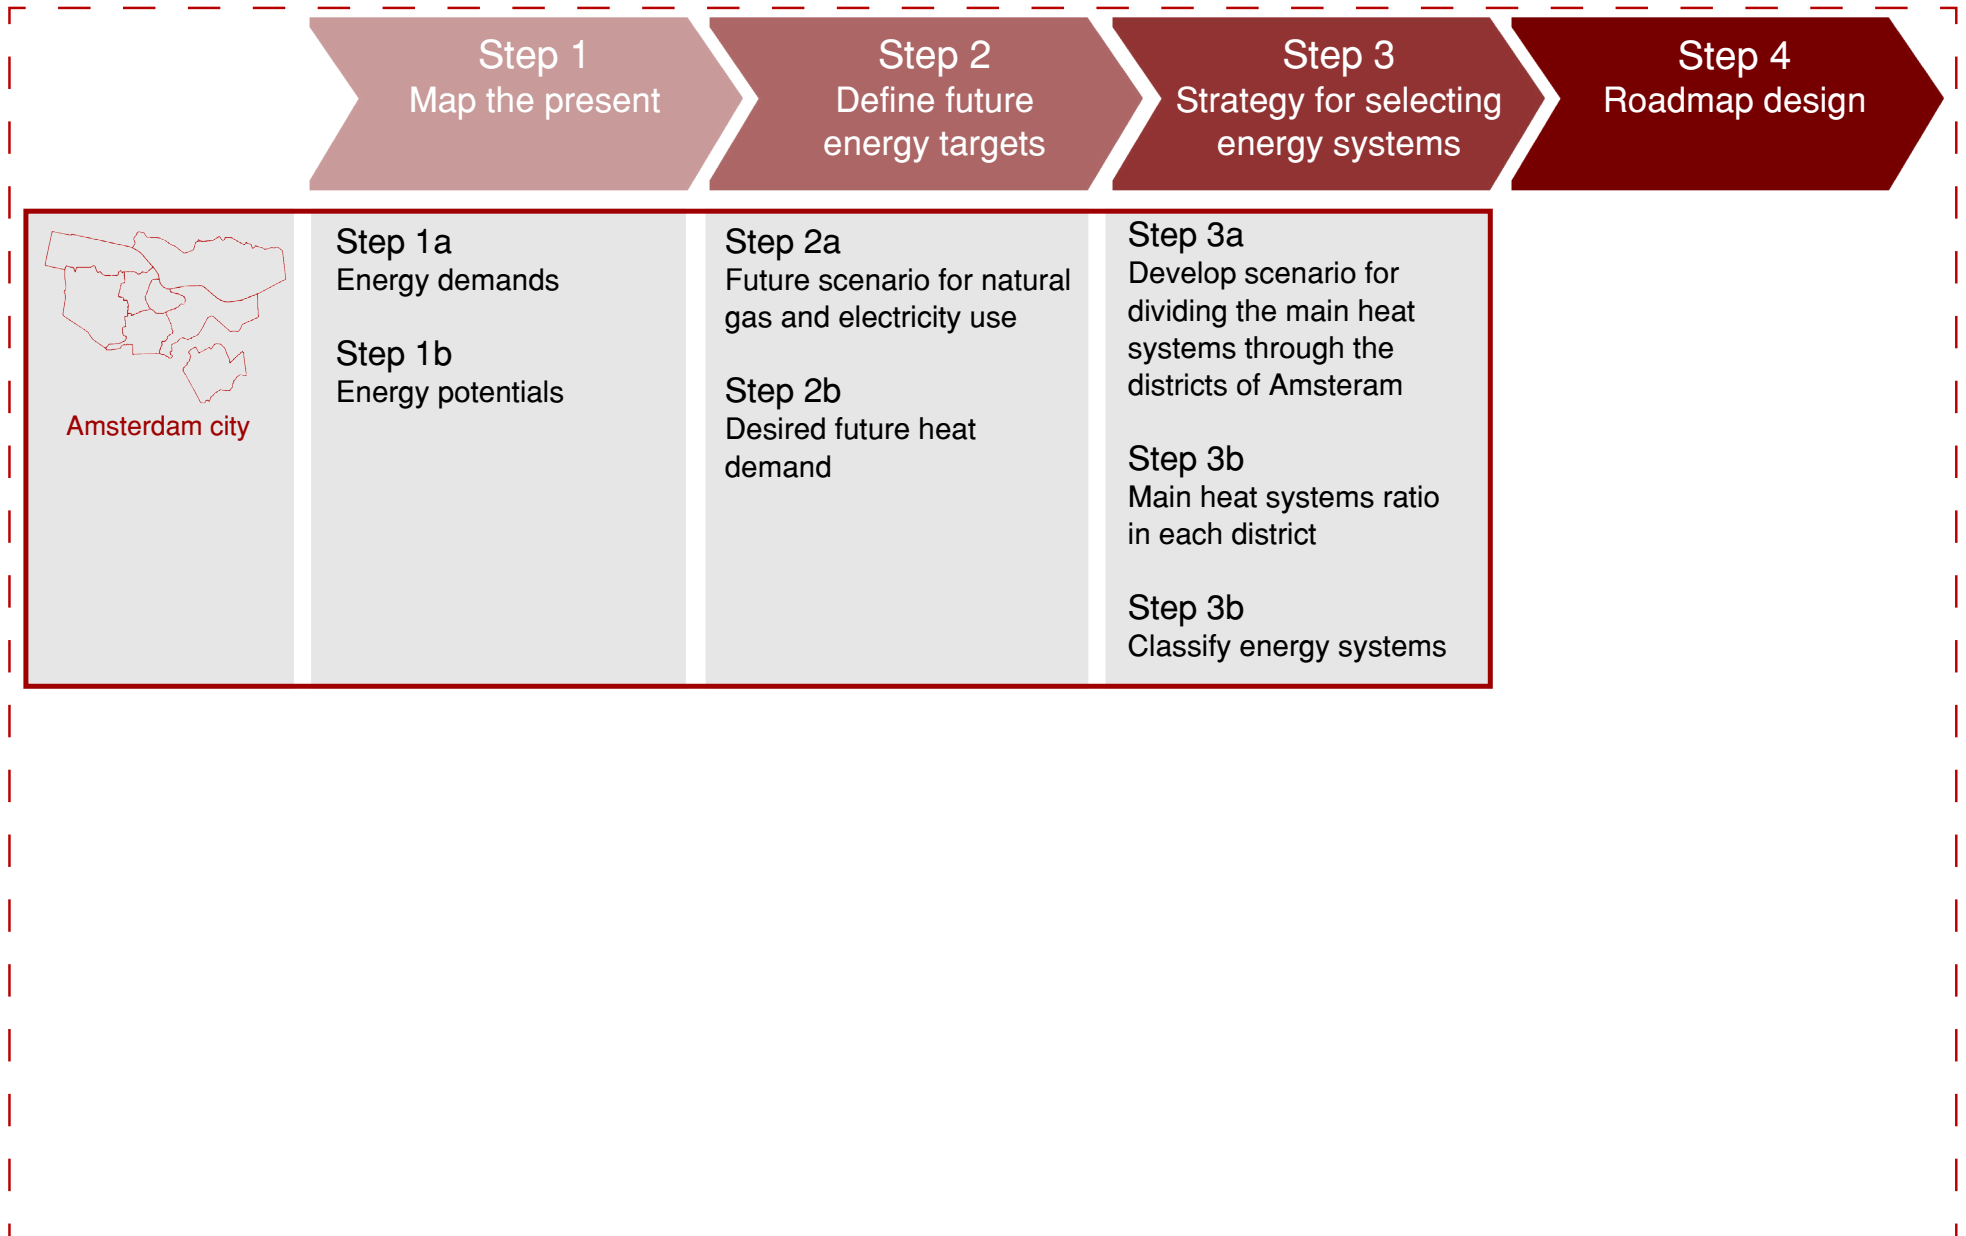 Step 1
Map the present
Step 2
Define future
energy targets
Step 3
Strategy for selecting
energy systems
Step 4
Roadmap design
Amsterdam city
Step 1a
Energy demands
Step 1b
Energy potentials
Step 2a
Future scenario for natural
gas and electricity use
Step 2b
Desired future heat
demand
Step 3a
Develop scenario for
dividing the main heat
systems through the
districts of Amsteram
Step 3b
Main heat systems ratio
in each district
Step 3b
Classify energy systems